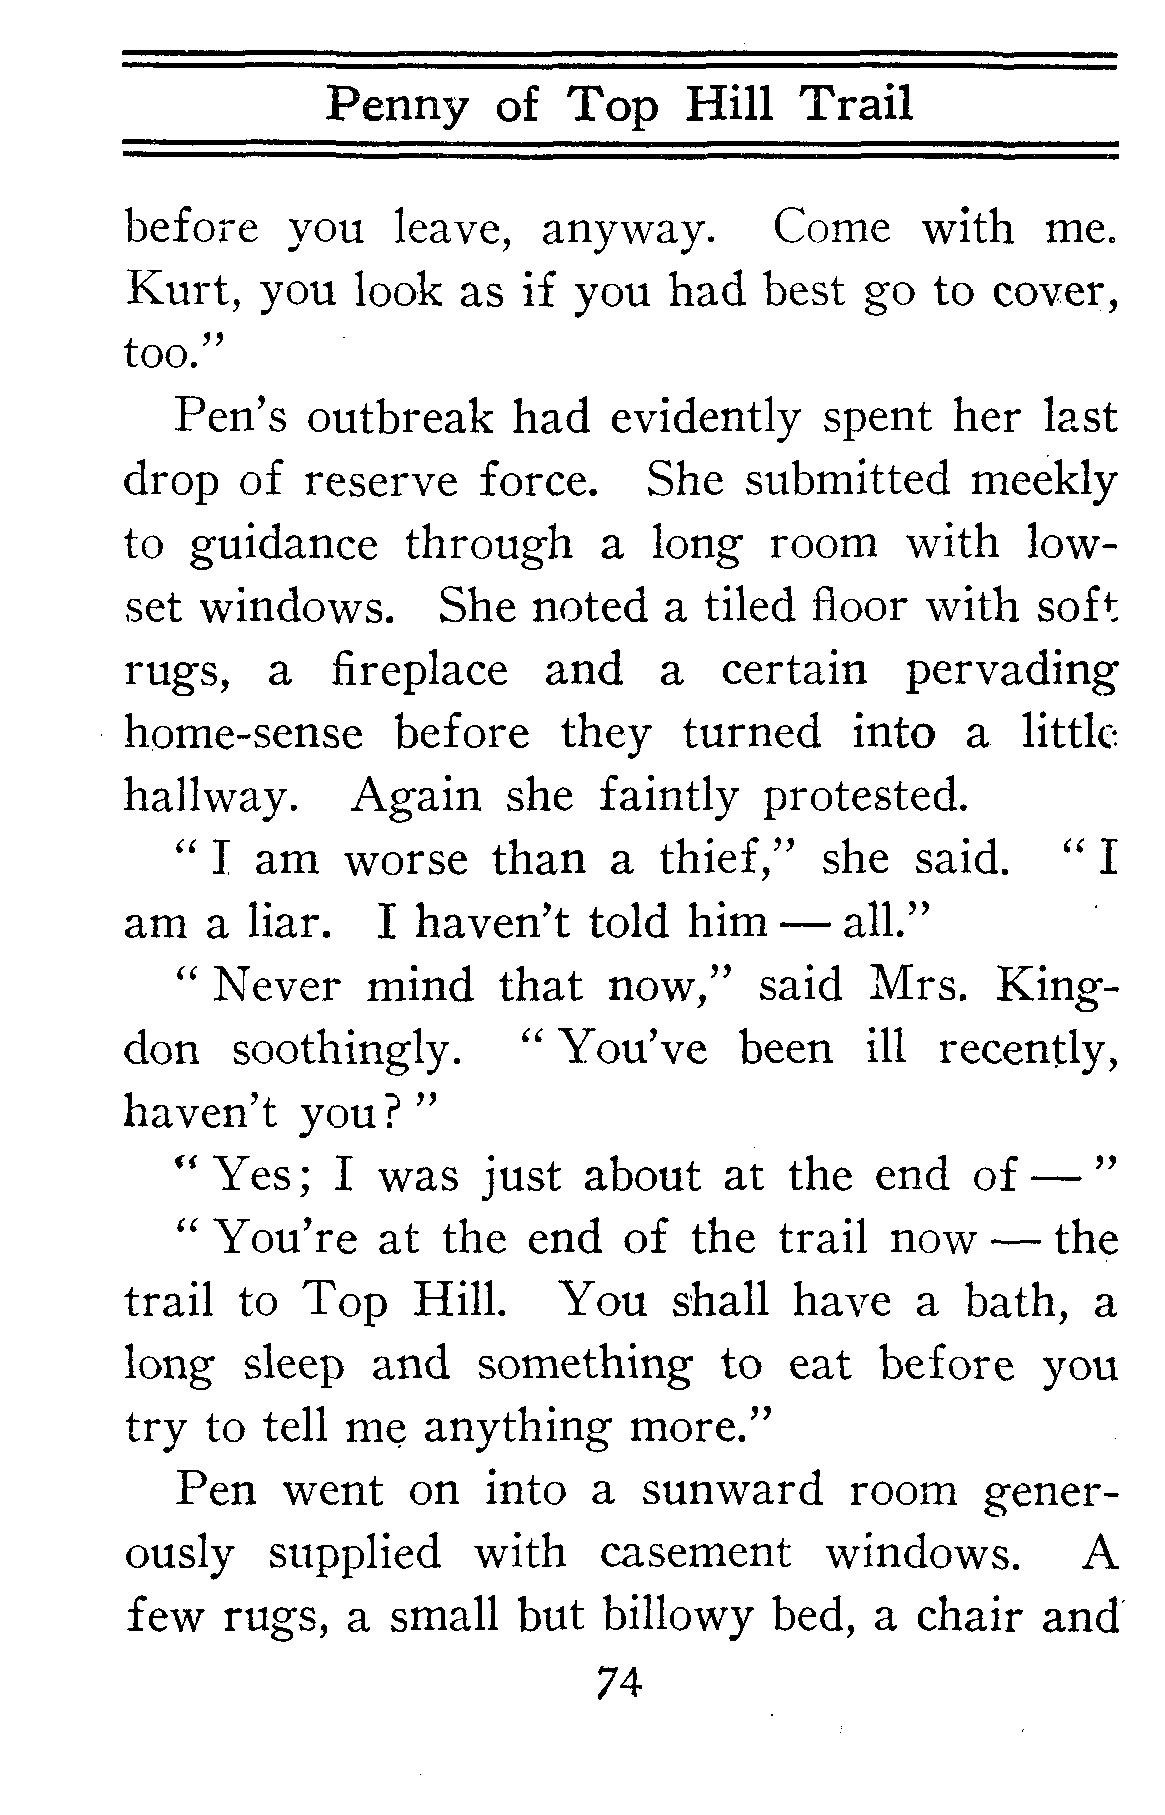 Penny of Top Hill Trail
before you leave, anyway. Come with me.
Kurt, you look as if you had best go to cover,
too."
Pen's outbreak had evidently spent her last
drop of reserve force. She submitted meekly
to guidance through a long room with low-
set windows. She noted a tiled floor with soft
rugs, a fireplace and a certain pervading
home-sense before they turned into a little
hallway. Again she faintly protested.
" I am worse than a thief," she said. " I
am a liar. I haven't told him — all."
" Never mind that now," said Mrs. King-
don soothingly. " You've been ill recently,
haven't you? "
" Yes; I was just about at the end of — "
" You're at the end of the trail now — the
trail to Top Hill. You shall have a bath, a
long sleep and something to eat before you
try to tell me anything more."
Pen went on into a sunward room gener-
ously supplied with casement windows. A
few rugs, a small but billowy bed, a chair and
74